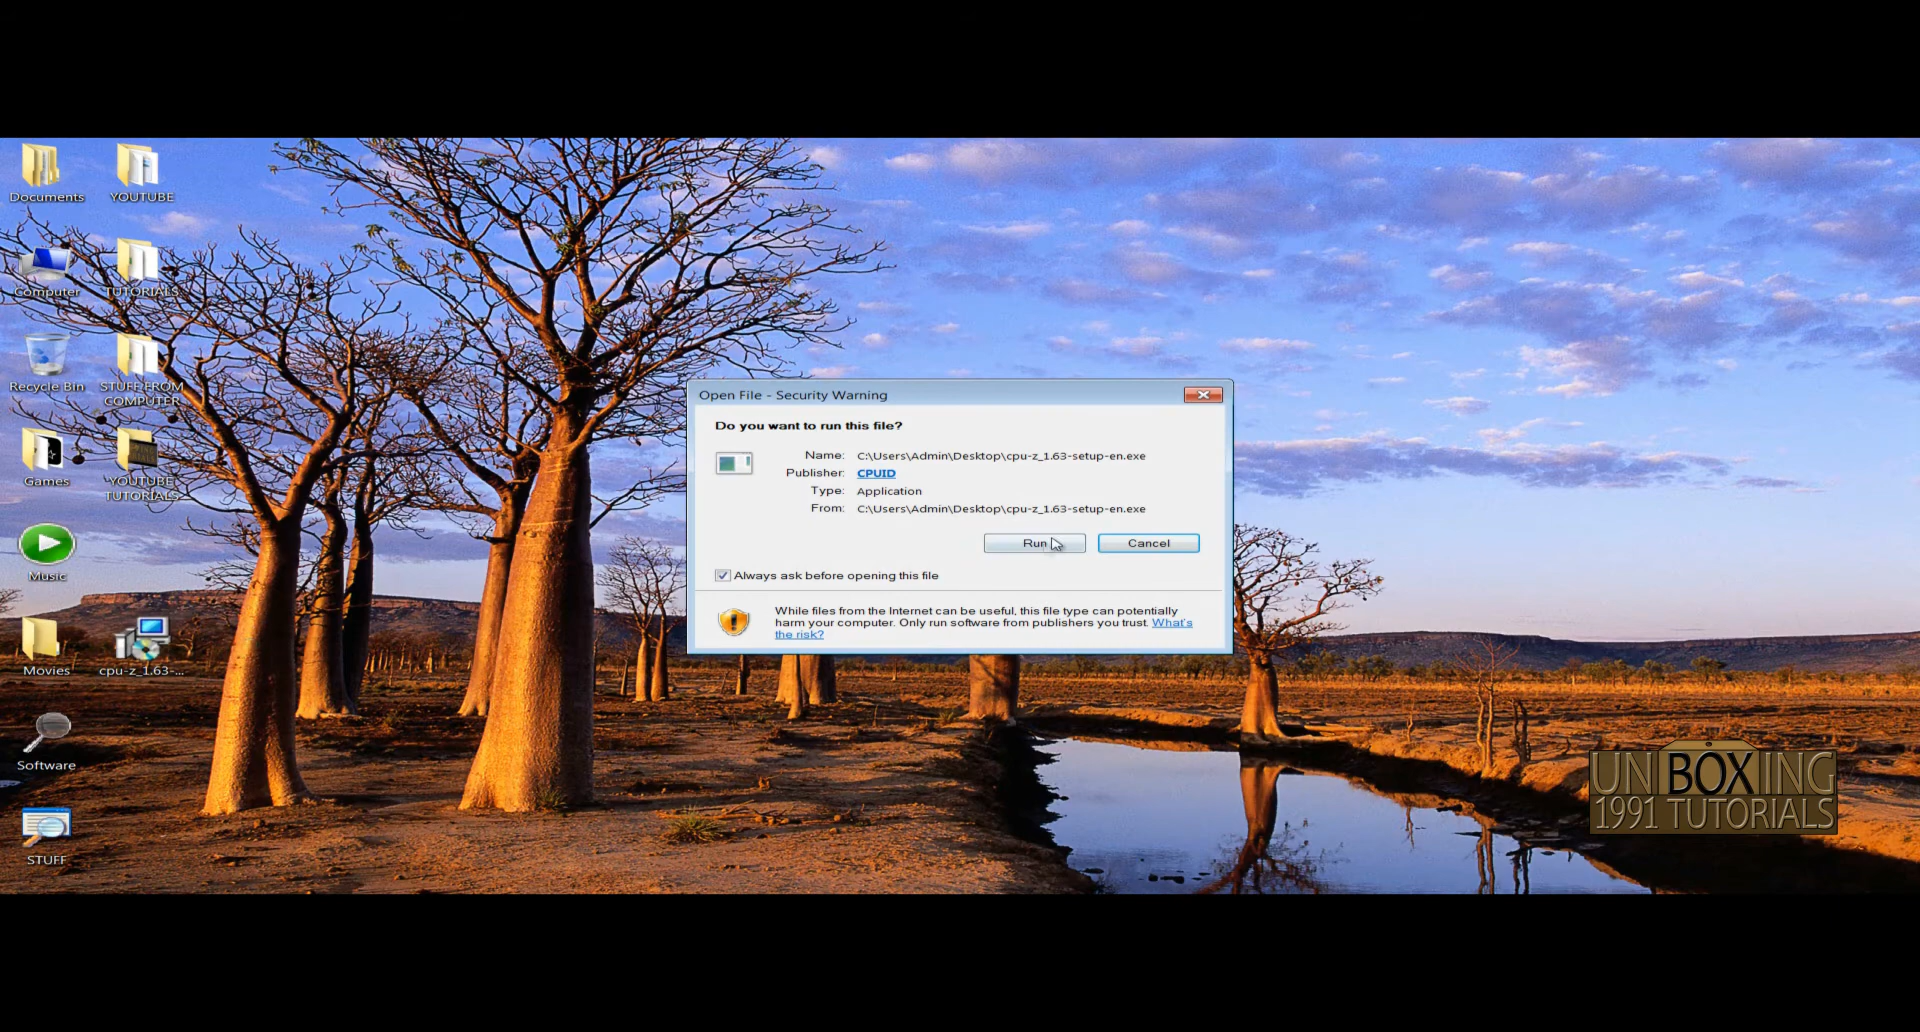 Documents
YOUTUBE
Computer
TUTORIALS
Recycle Bin
STUFF FROM
COMPUTER
Games
YOUTUBE
TUTORIALS
Music
Movies
cpu-z_1.63-...
Software
STUFF
Open File - Security Warning
Do you want to run this file?
Name: C:\Users\Admin\Desktop\cpu-z_1.63-setup-en.exe
Publisher: CPUID
Type: Application
From: C:\Users\Admin\Desktop\cpu-z_1.63-setup-en.exe
Run Cancel
Always ask before opening this file
While files from the Internet can be useful, this file type can potentially
harm your computer. Only run software from publishers you trust. What's
the risk?
UNBOXIING
1991 TUTORIALS